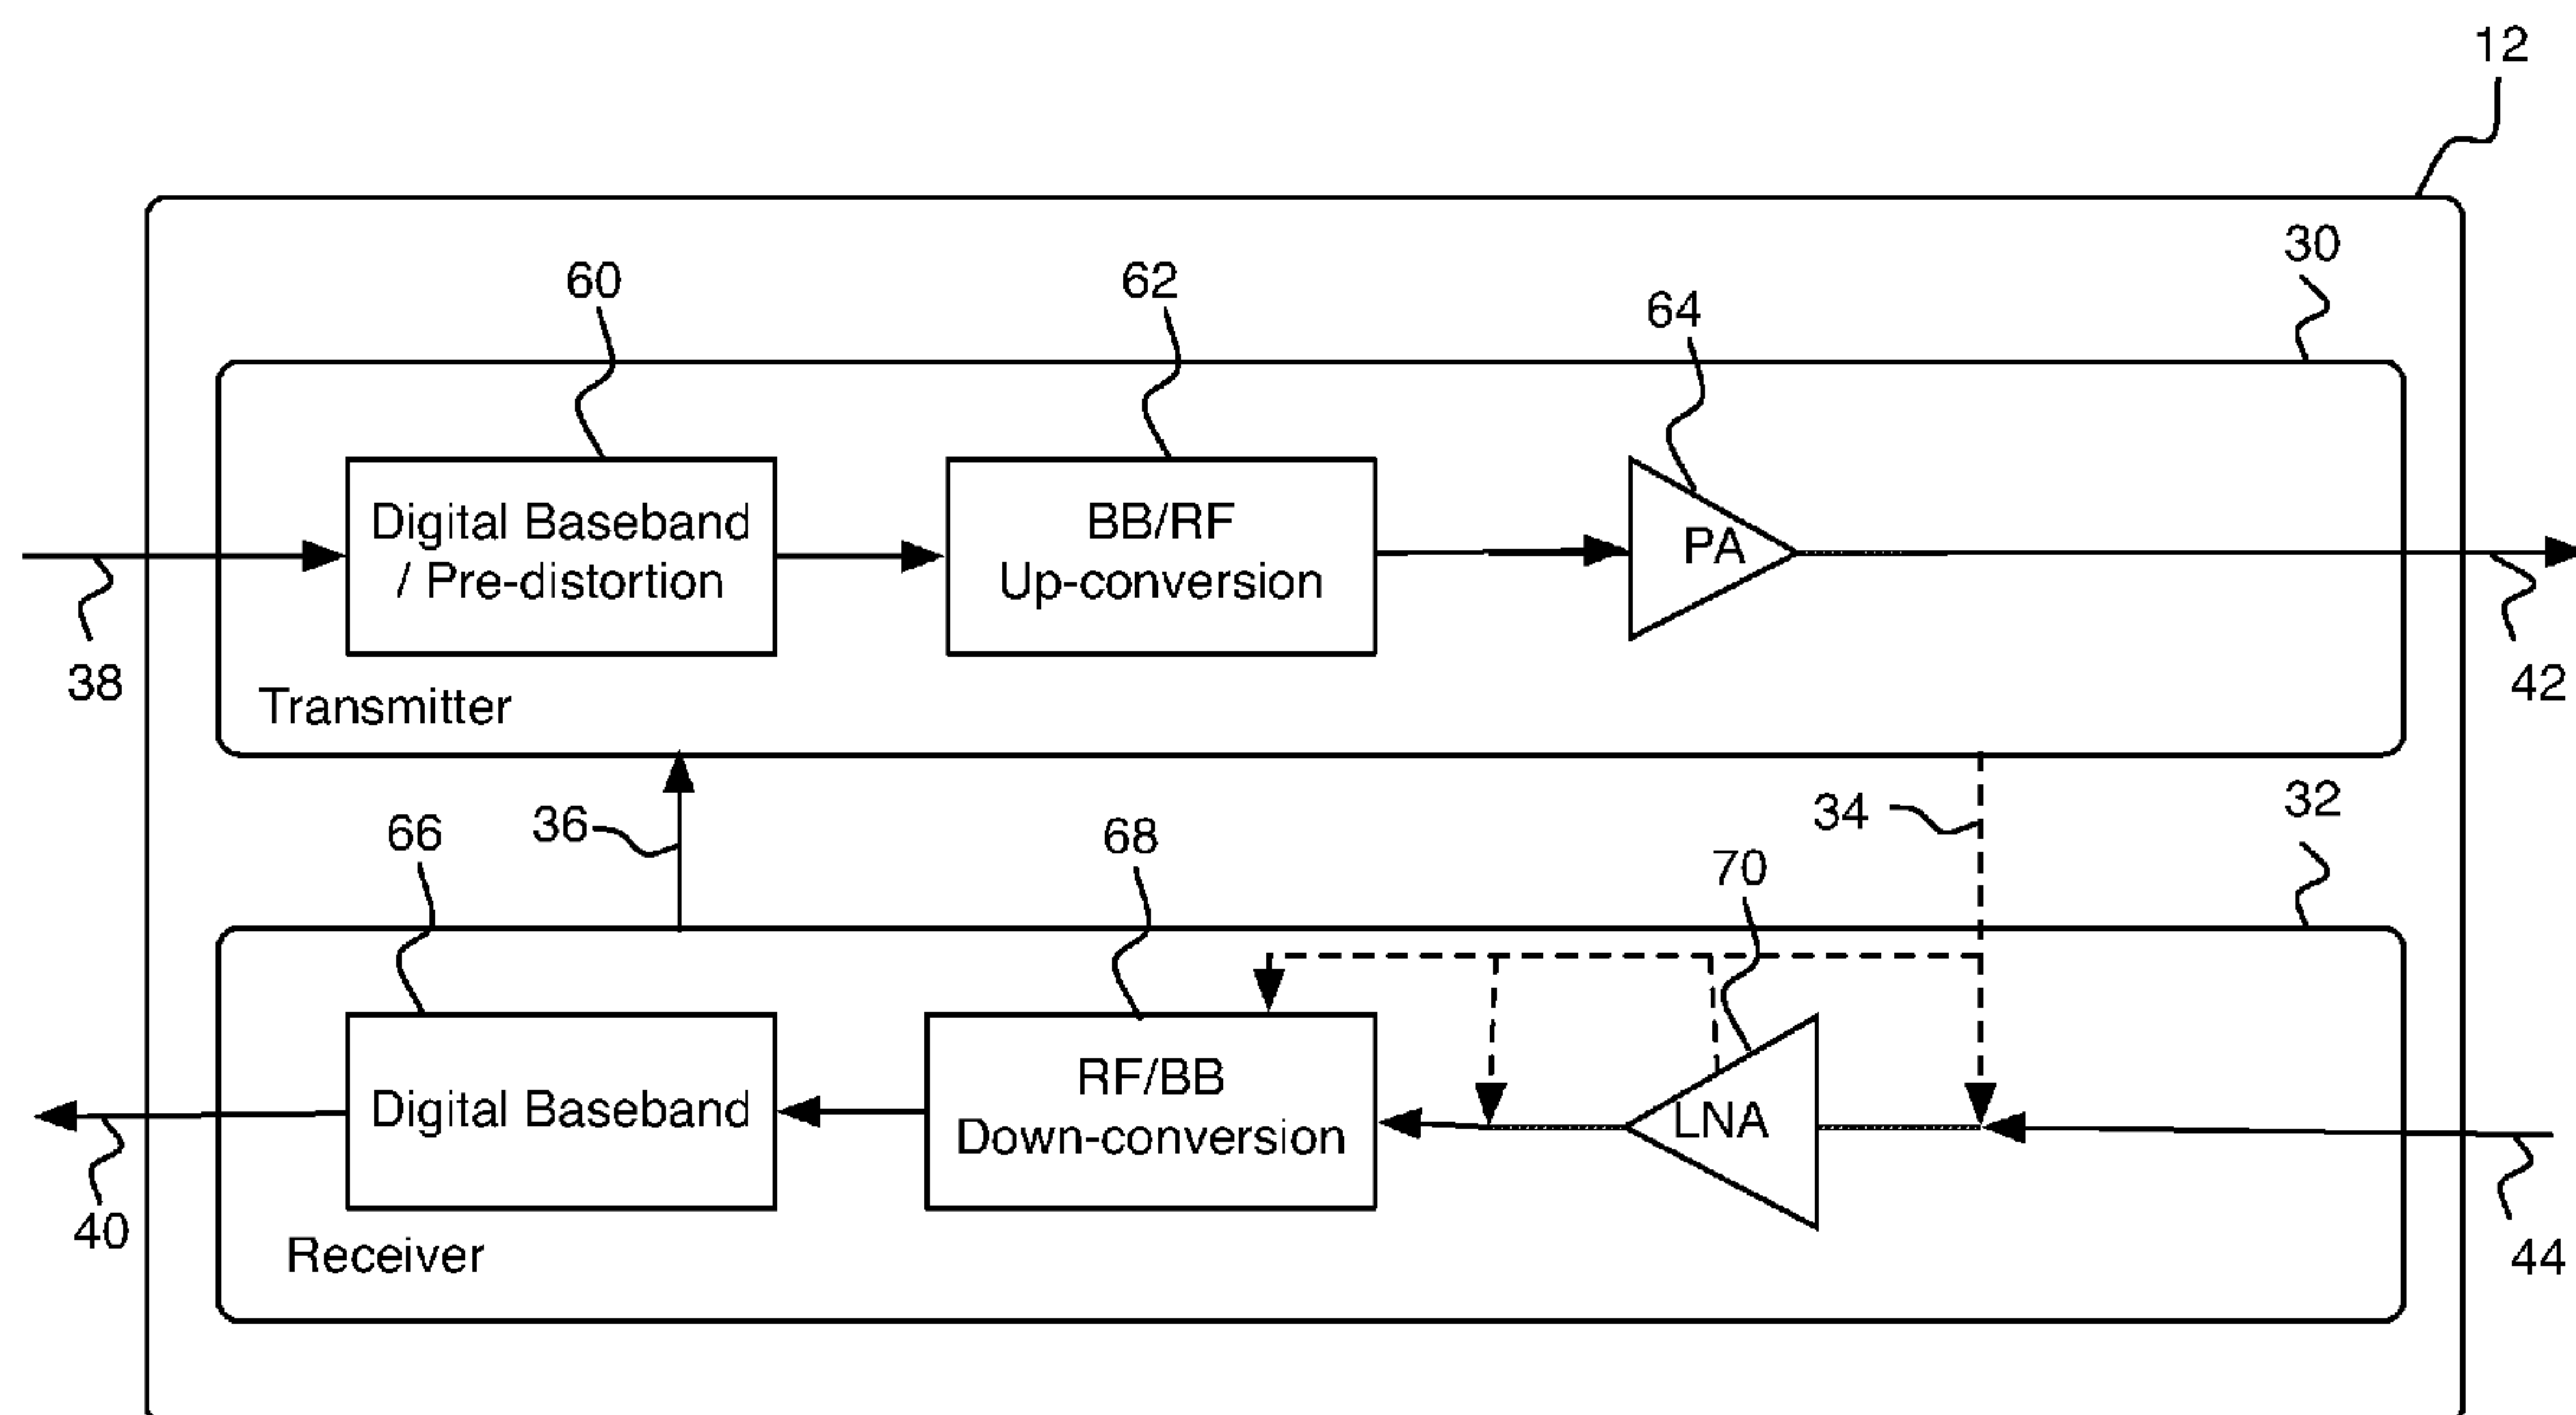 12
30
60
62
64
Digital Baseband
/ Pre-distortion
BB/RF
Up-conversion
PA
38
42
Transmitter
36
34
32
66
68
70
Digital Baseband
RF/BB
Down-conversion
LNA
40
44
Receiver